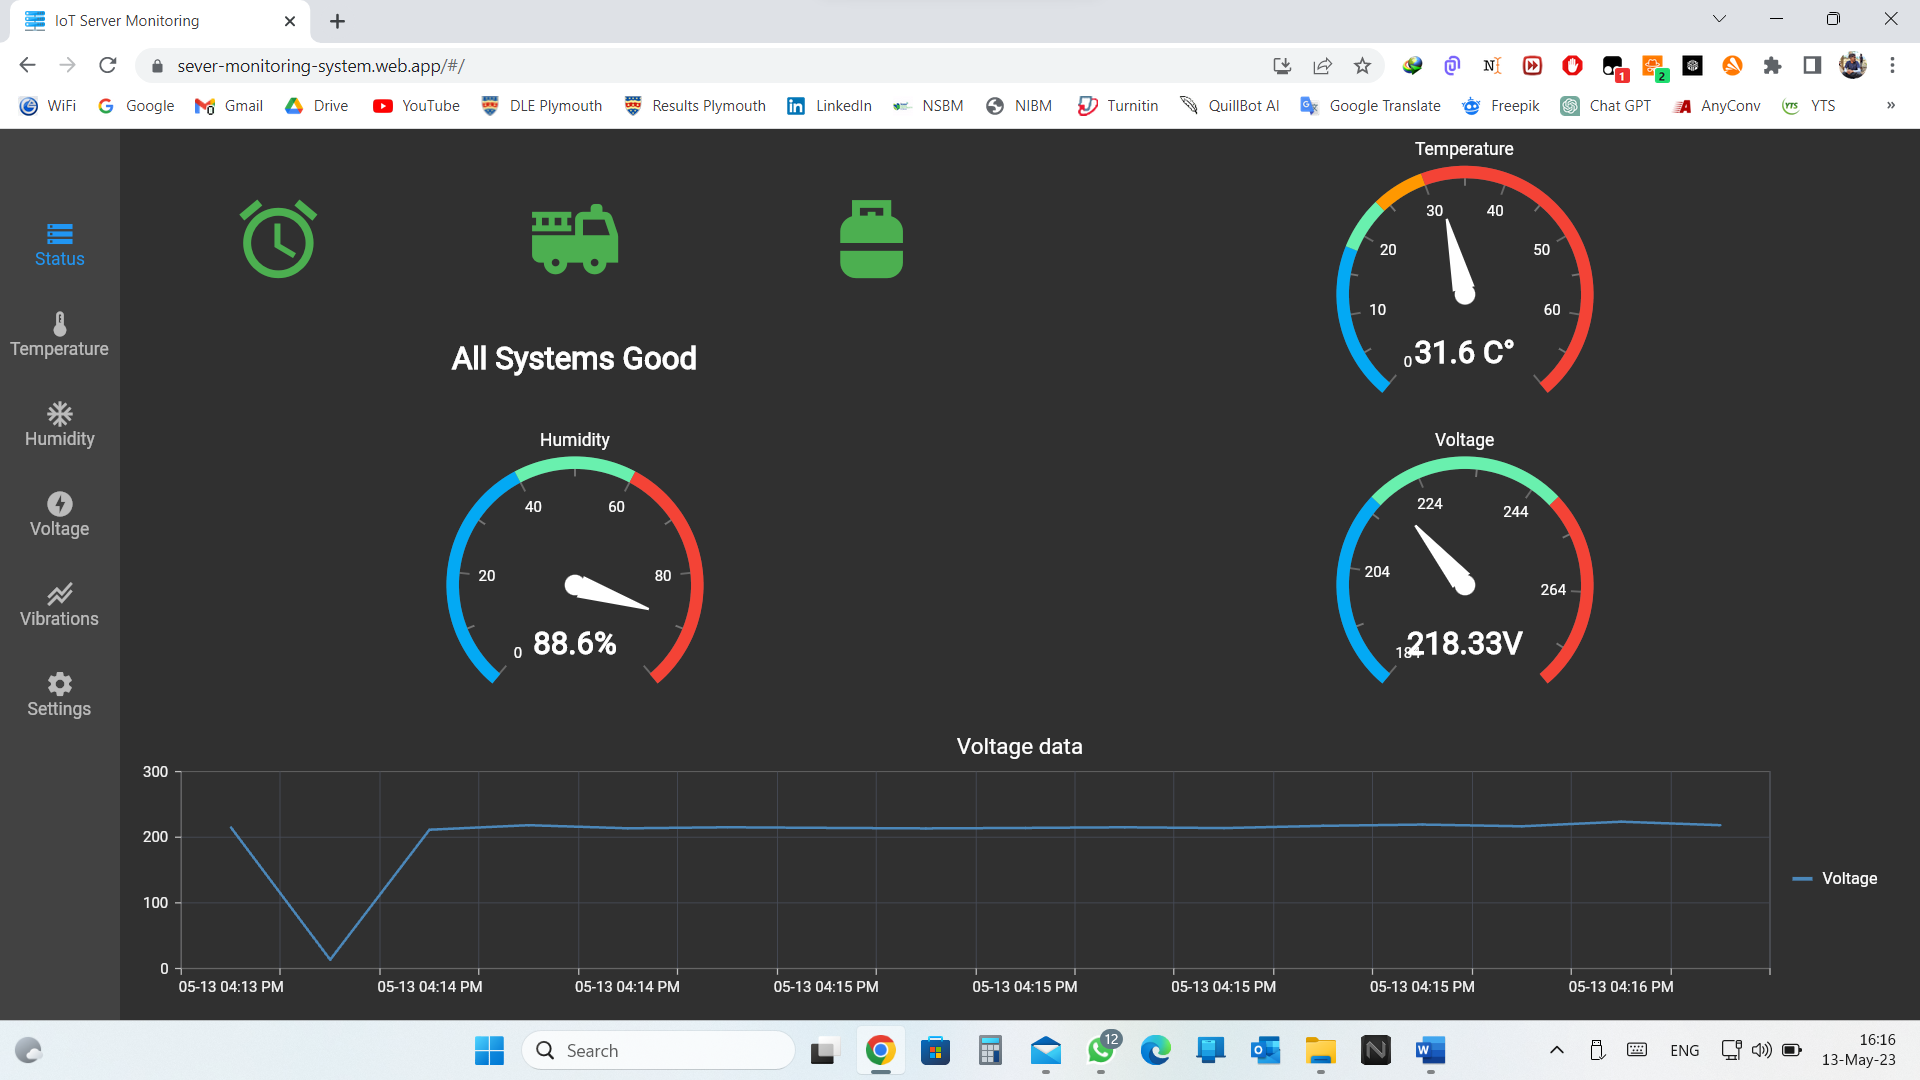 IoT Server Monitoring
sever-monitoring-system.web.app/#/
1
2
WiFi Google Gmail Drive YouTube DLE Plymouth Results Plymouth LinkedIn NSBM NIBM Turnitin QuillBot AI Google Translate Freepik Chat GPT AnyConv YTS
Status
Temperature
Humidity
Voltage
Vibrations
Settings
All Systems Good
Temperature
0 10 20 30 40 50 60
31.6 C°
Humidity
0 20 40 60 80
88.6%
Voltage
184 204 224 244 264
218.33V
Voltage data
300
200
100
0
05-13 04:13 PM 05-13 04:14 PM 05-13 04:14 PM 05-13 04:15 PM 05-13 04:15 PM 05-13 04:15 PM 05-13 04:15 PM 05-13 04:16 PM
Voltage
Search
12
ENG
16:16
13-May-23